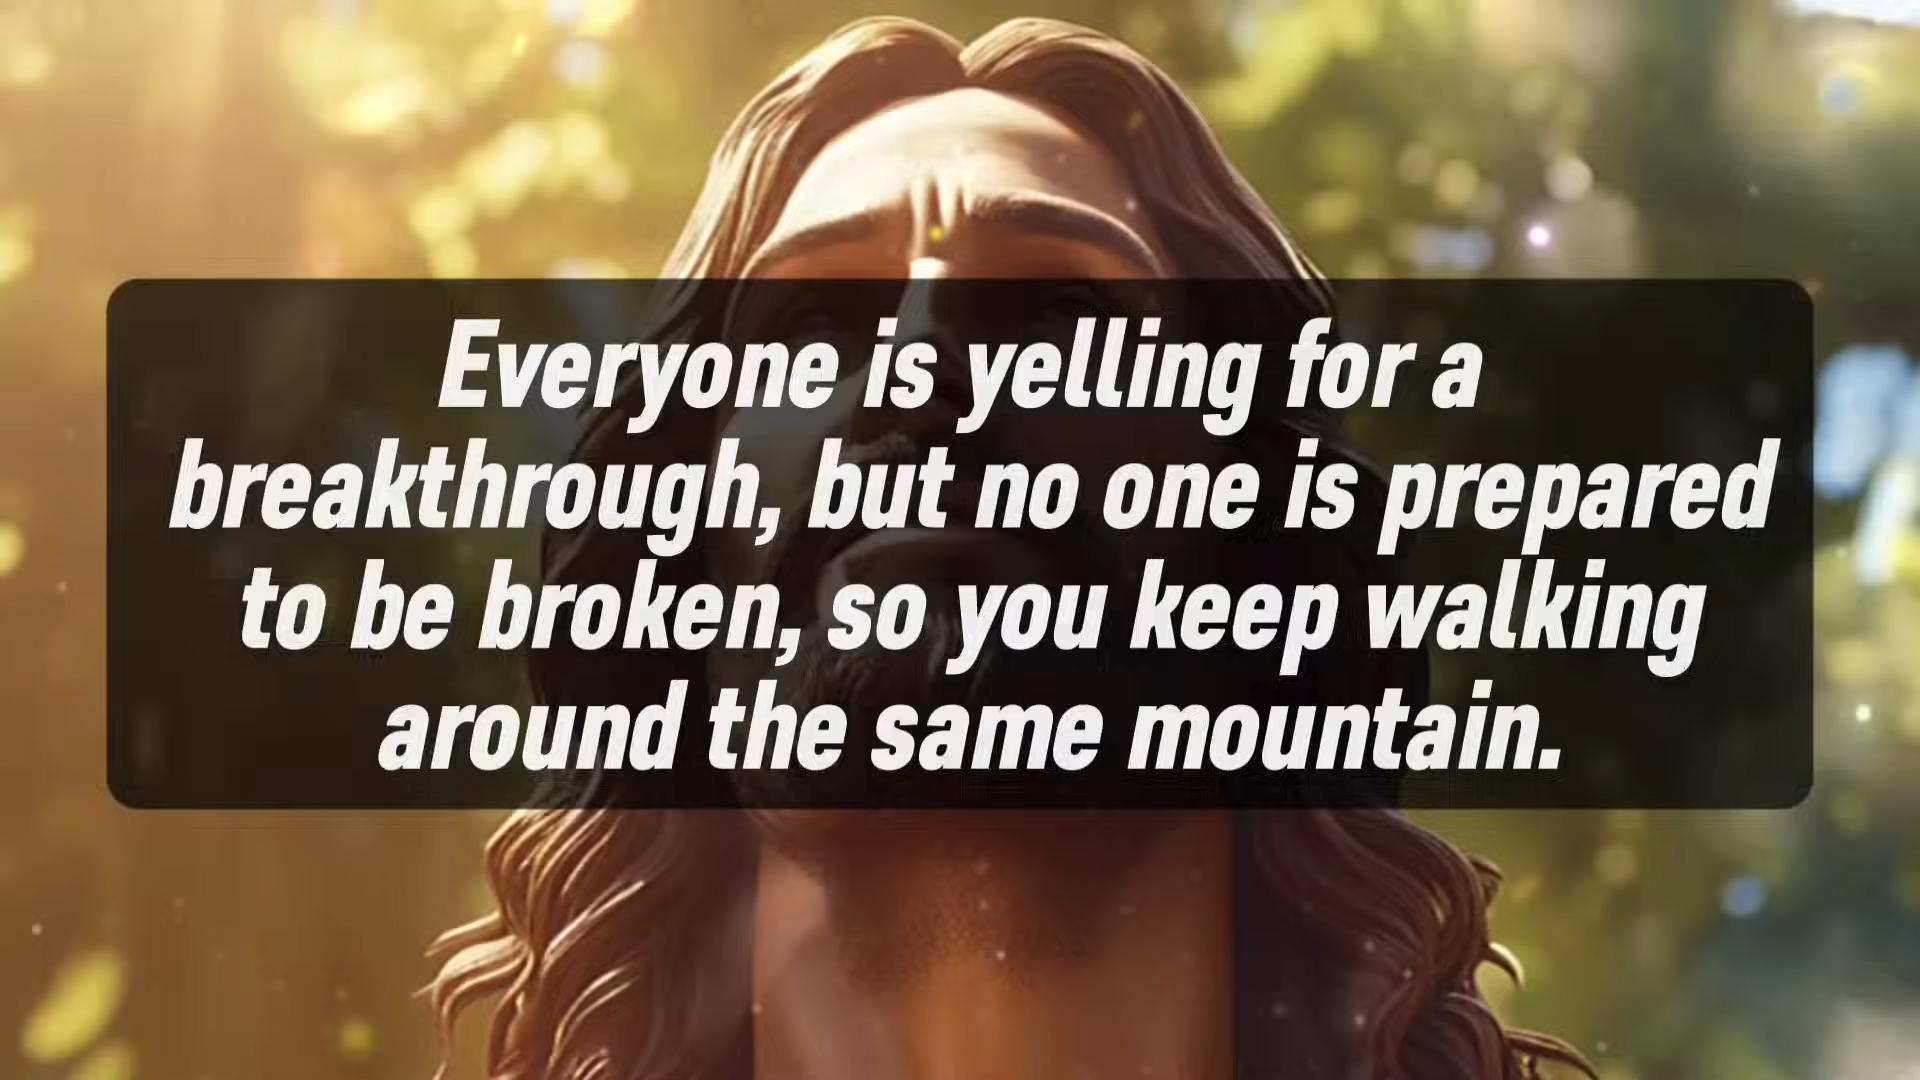 Everyone is yelling for a
breakthrough, but no one is prepared
to be broken, so you keep walking
around the same mountain.